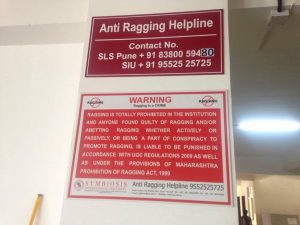 Anti Ragging Helpline
Contact No.
SLS Pune + 91 83800 59480
SIU + 91 95525 25725
WARNING
Ragging is a CRIME
RAGGING
RAGGING
RAGGING IS TOTALLY PROHIBITED IN THE INSTITUTION
AND ANYONE FOUND GUILTY OF RAGGING AND/OR
ABETTING RAGGING WHETHER ACTIVELY OR
PASSIVELY, OR BEING A PART OF CONSPIRACY TO
PROMOTE RAGGING, IS LIABLE TO BE PUNISHED IN
ACCORDANCE WITH UGC REGULATIONS 2009 AS WELL
AS UNDER THE PROVISIONS OF MAHARASHTRA
PROHIBITION OF RAGGING ACT, 1999
SYMBIOSIS
Anti Ragging Helpline 9552525725